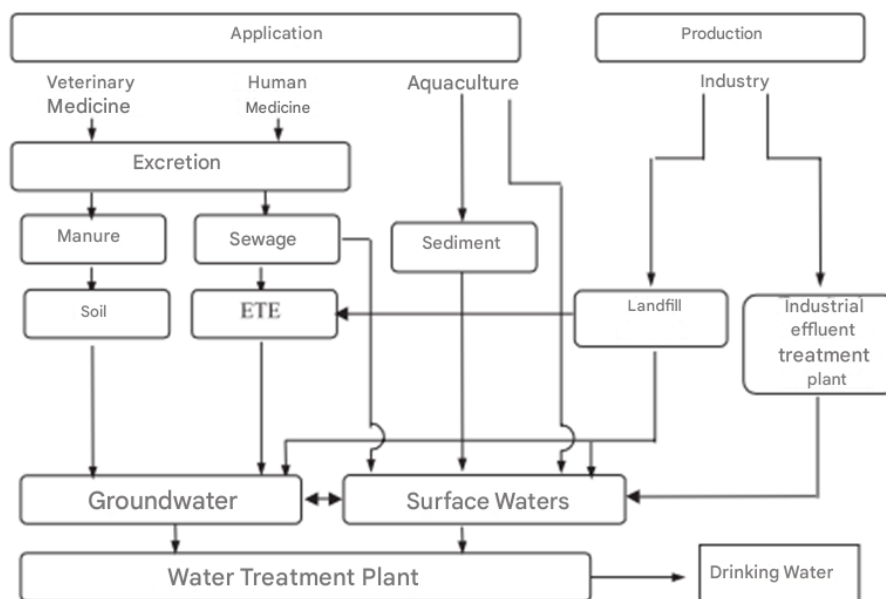 Application
Production
Veterinary
Medicine
Human
Medicine
Aquaculture
Industry
Excretion
Manure
Sewage
Sediment
Soil
ETE
Landfill
Industrial
effluent
treatment
plant
Groundwater
Surface Waters
Water Treatment Plant
Drinking Water